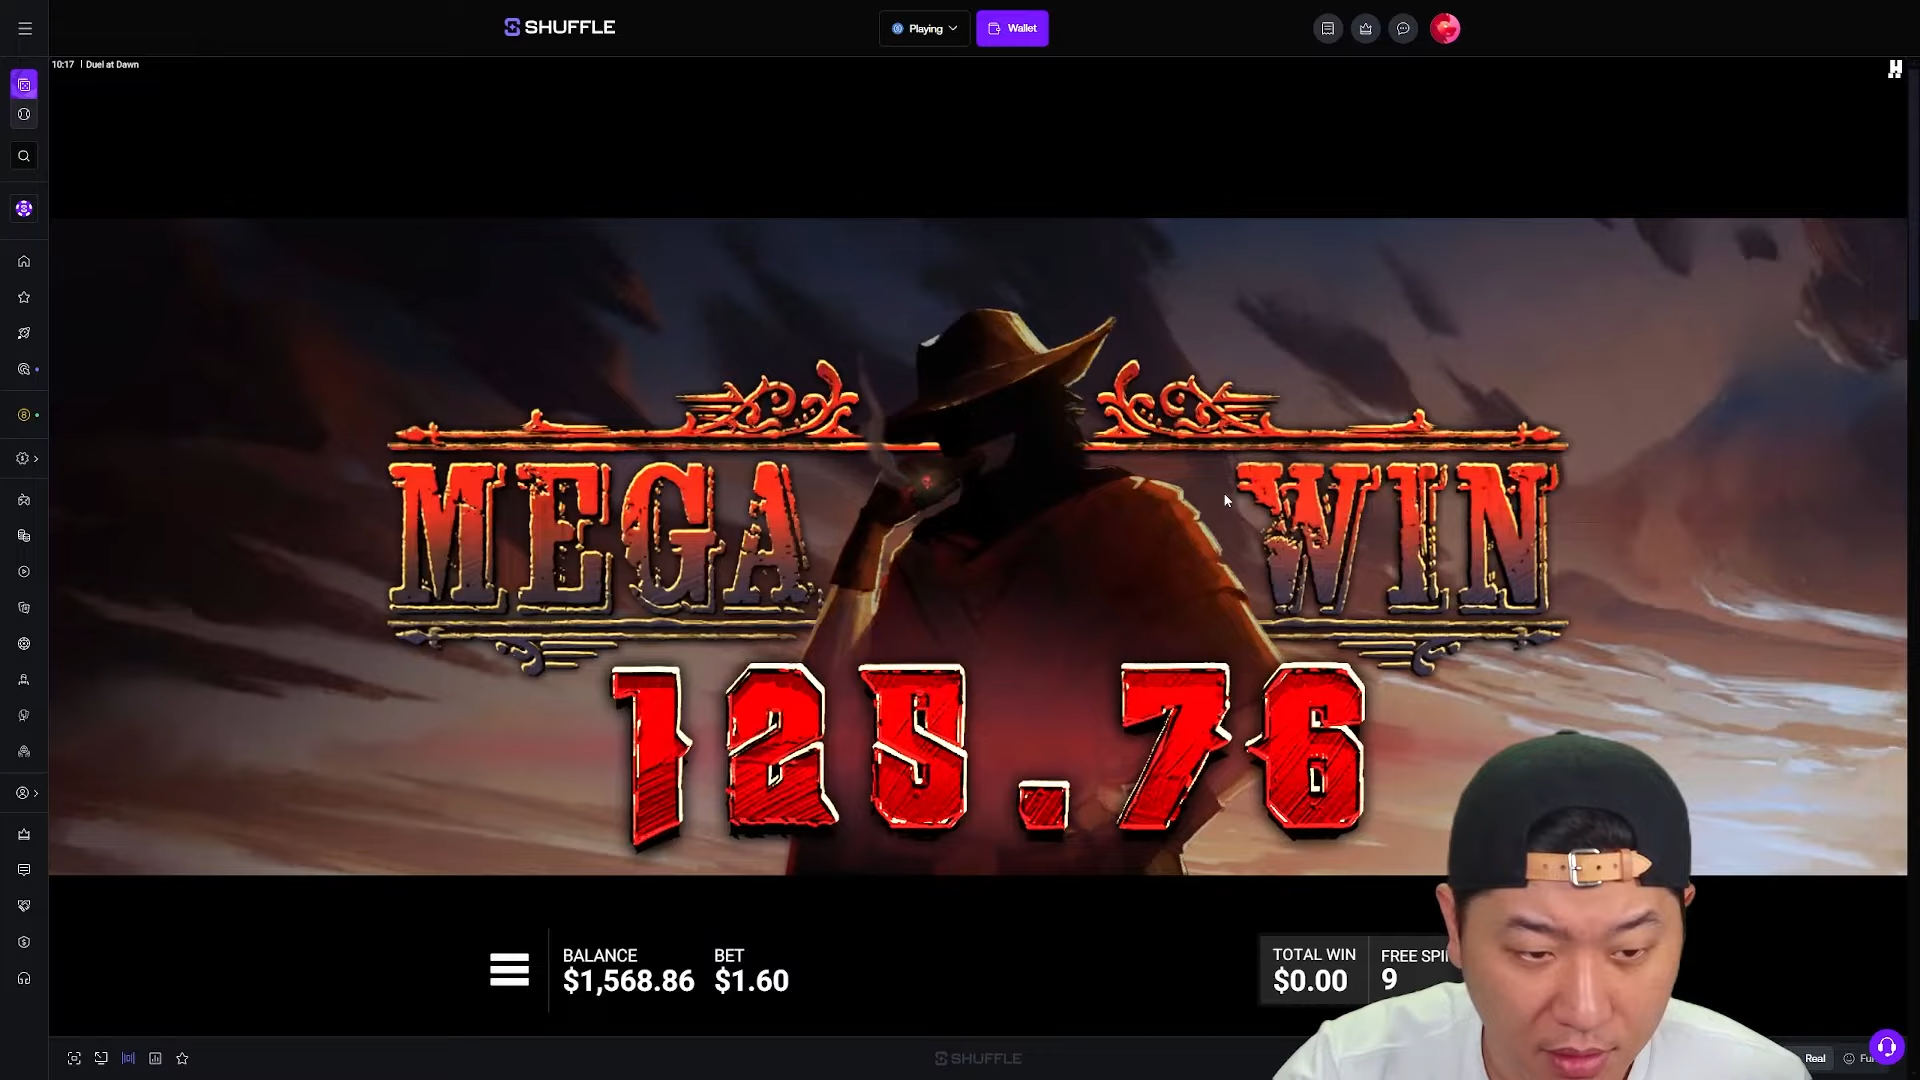 SHUFFLE
Playing
Wallet
10:17 | Duel at Dawn
MEGA WIN
125.76
BALANCE
$1,568.86
BET
$1.60
TOTAL WIN
$0.00
FREE SPI
9
SHUFFLE
Real
Fu